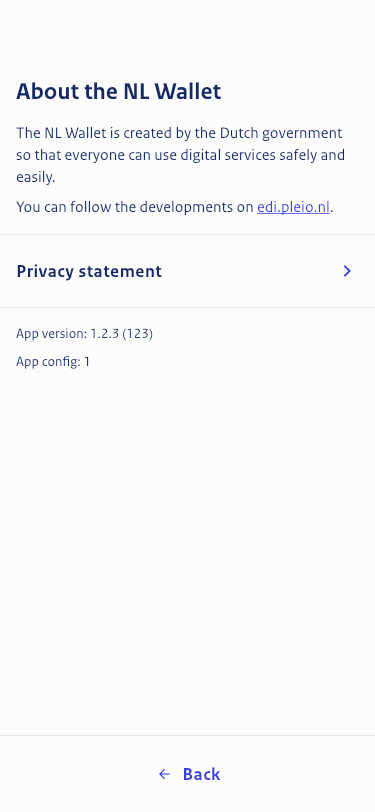 About the NL Wallet
The NL Wallet is created by the Dutch government
so that everyone can use digital services safely and
easily.
You can follow the developments on edi.pleio.nl.
Privacy statement
App version: 1.2.3 (123)
App config: 1
Back